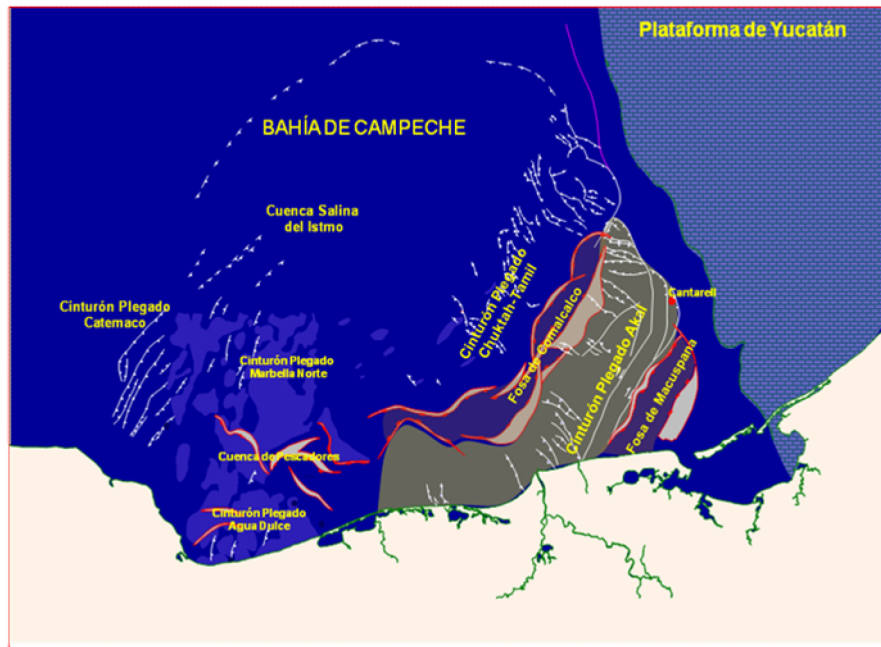 Plataforma de Yucatán
BAHÍA DE CAMPECHE
Cuenca Salina
del Istmo
Cinturón Plegado
Catemaco
Cinturón Plegado
Chuktah-Tamil
Cantarell
Fosa de Comalcalco
Cinturón Plegado Akal
Fosa de Macuspana
Cinturón Plegado
Marbella Norte
Cuenca de Pescadores
Cinturón Plegado
Agua Dulce